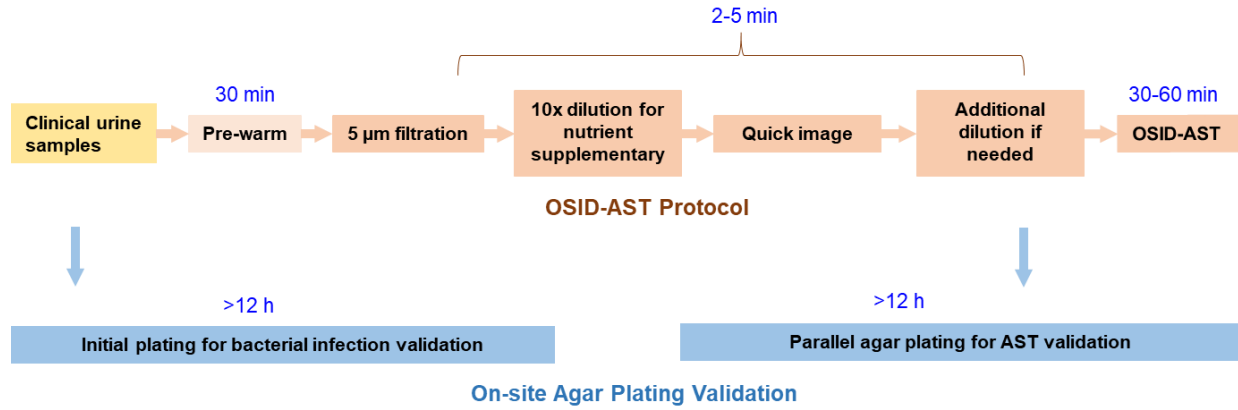 2-5 min
30 min
30-60 min
Clinical urine
samples
Pre-warm
5 µm filtration
10x dilution for
nutrient
supplementary
Quick image
Additional
dilution if
needed
OSID-AST
OSID-AST Protocol
>12 h
>12 h
Initial plating for bacterial infection validation
Parallel agar plating for AST validation
On-site Agar Plating Validation